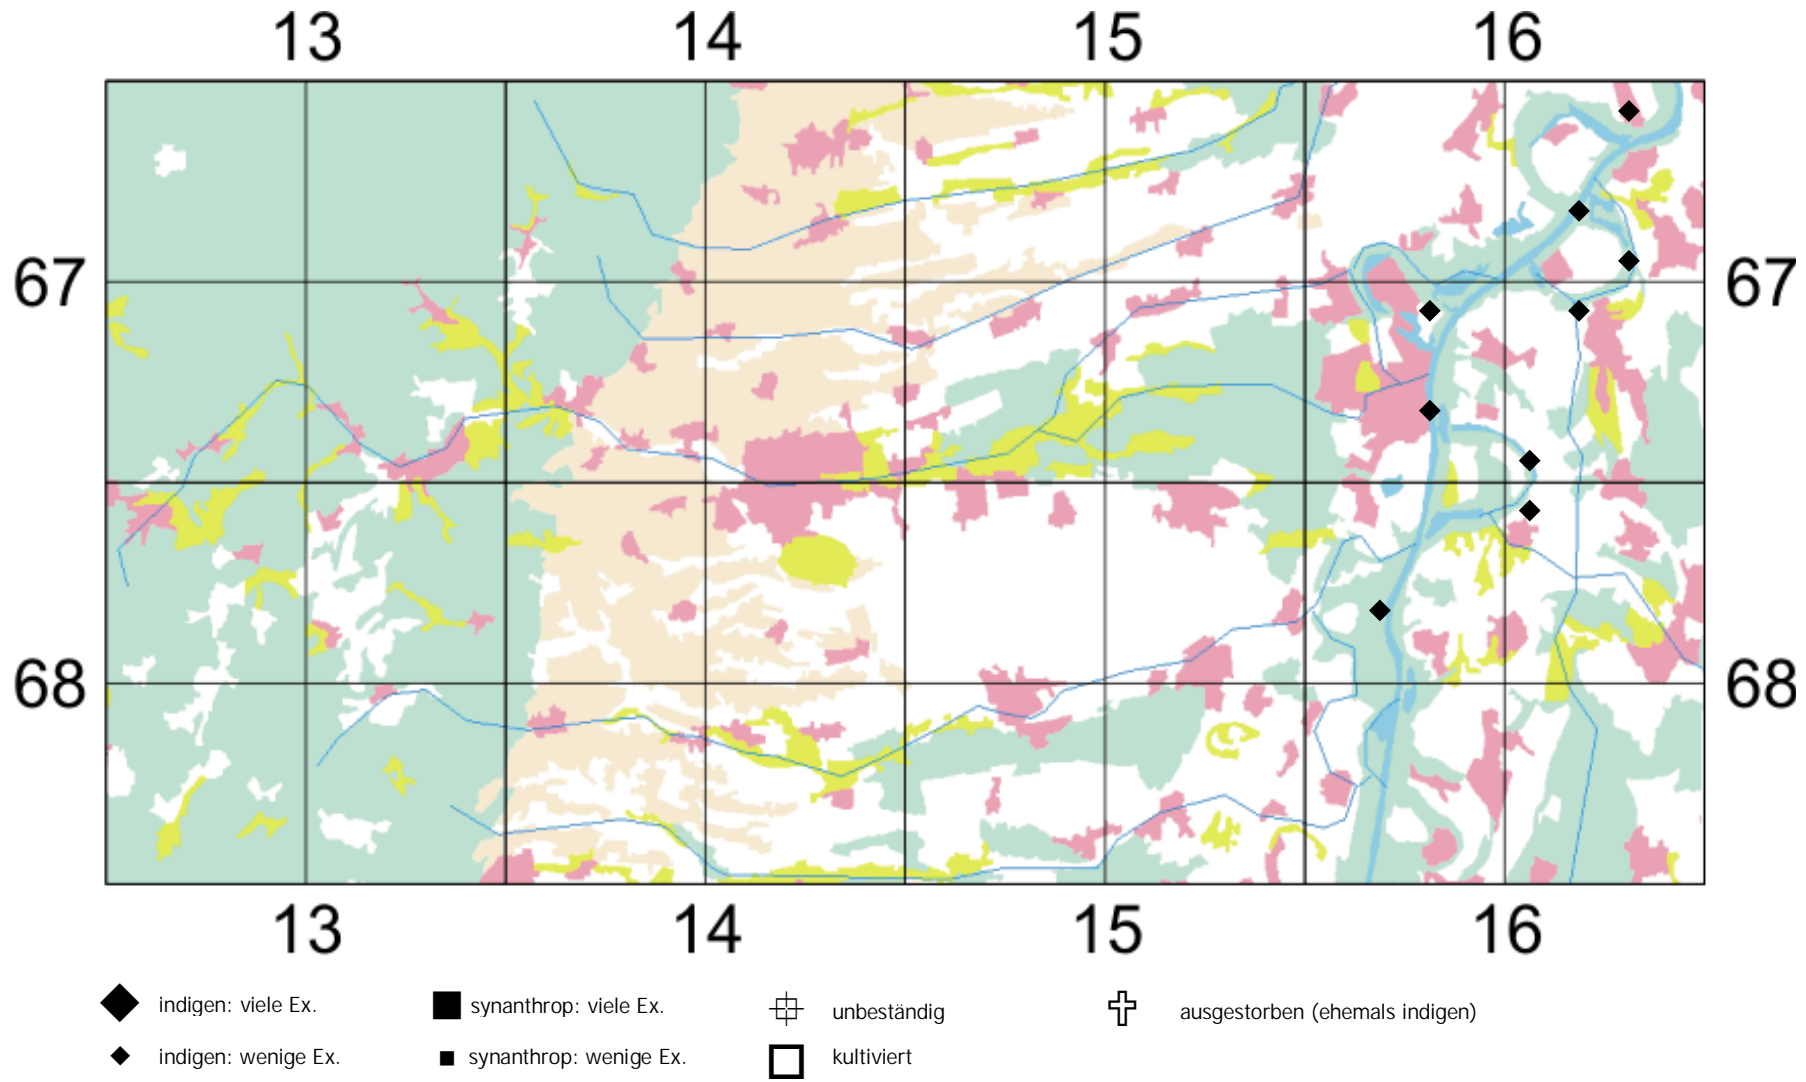 13 14 15 16
67 67
68 68
13 14 15 16
indigen: viele Ex. synanthrop: viele Ex. unbeständig ausgestorben (ehemals indigen)
indigen: wenige Ex. synanthrop: wenige Ex. kultiviert